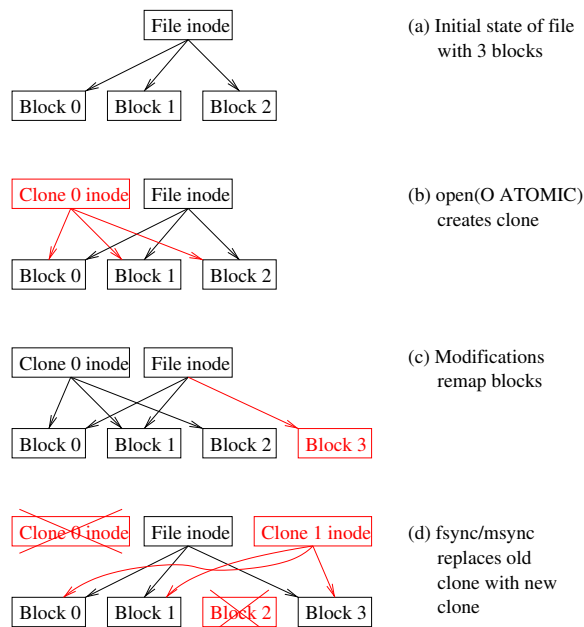 File inode
(a) Initial state of file
with 3 blocks
Block 0
Block 1
Block 2
Clone 0 inode
File inode
(b) open(O ATOMIC)
creates clone
Block 0
Block 1
Block 2
Clone 0 inode
File inode
(c) Modifications
remap blocks
Block 0
Block 1
Block 2
Block 3
Clone 0 inode
File inode
Clone 1 inode
(d) fsync/msync
replaces old
clone with new
clone
Block 0
Block 1
Block 2
Block 3